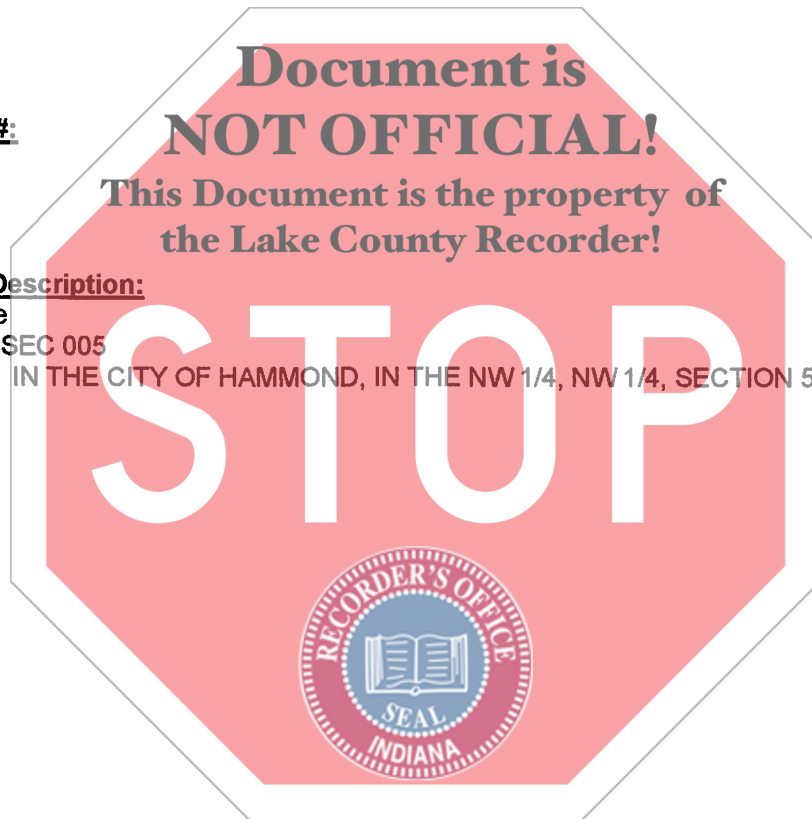 Document is
NOT OFFICIAL!
#:
This Document is the property of
the Lake County Recorder!
Description:
e
SEC 005
IN THE CITY OF HAMMOND, IN THE NW 1/4, NW 1/4, SECTION 5
STOP
RECORDER'S OFFICE
SEAL
INDIANA